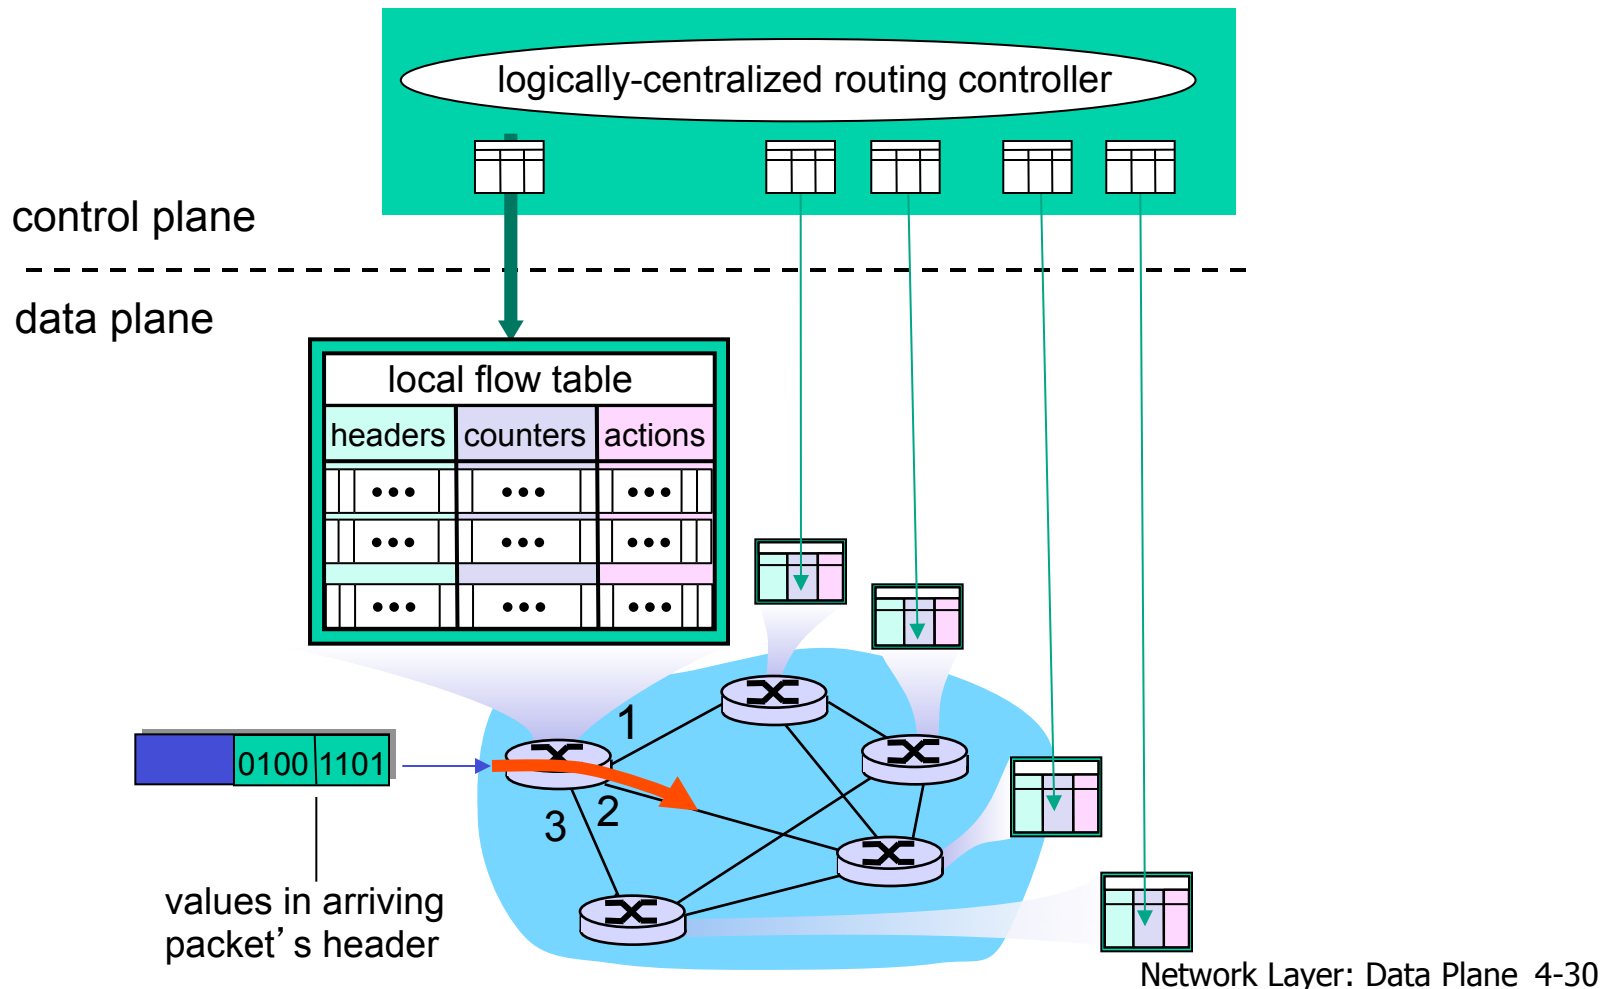 logically-centralized routing controller
control plane
data plane
local flow table
headers counters actions
1
0100 1101
2
3
values in arriving
packet’s header
Network Layer: Data Plane 4-30